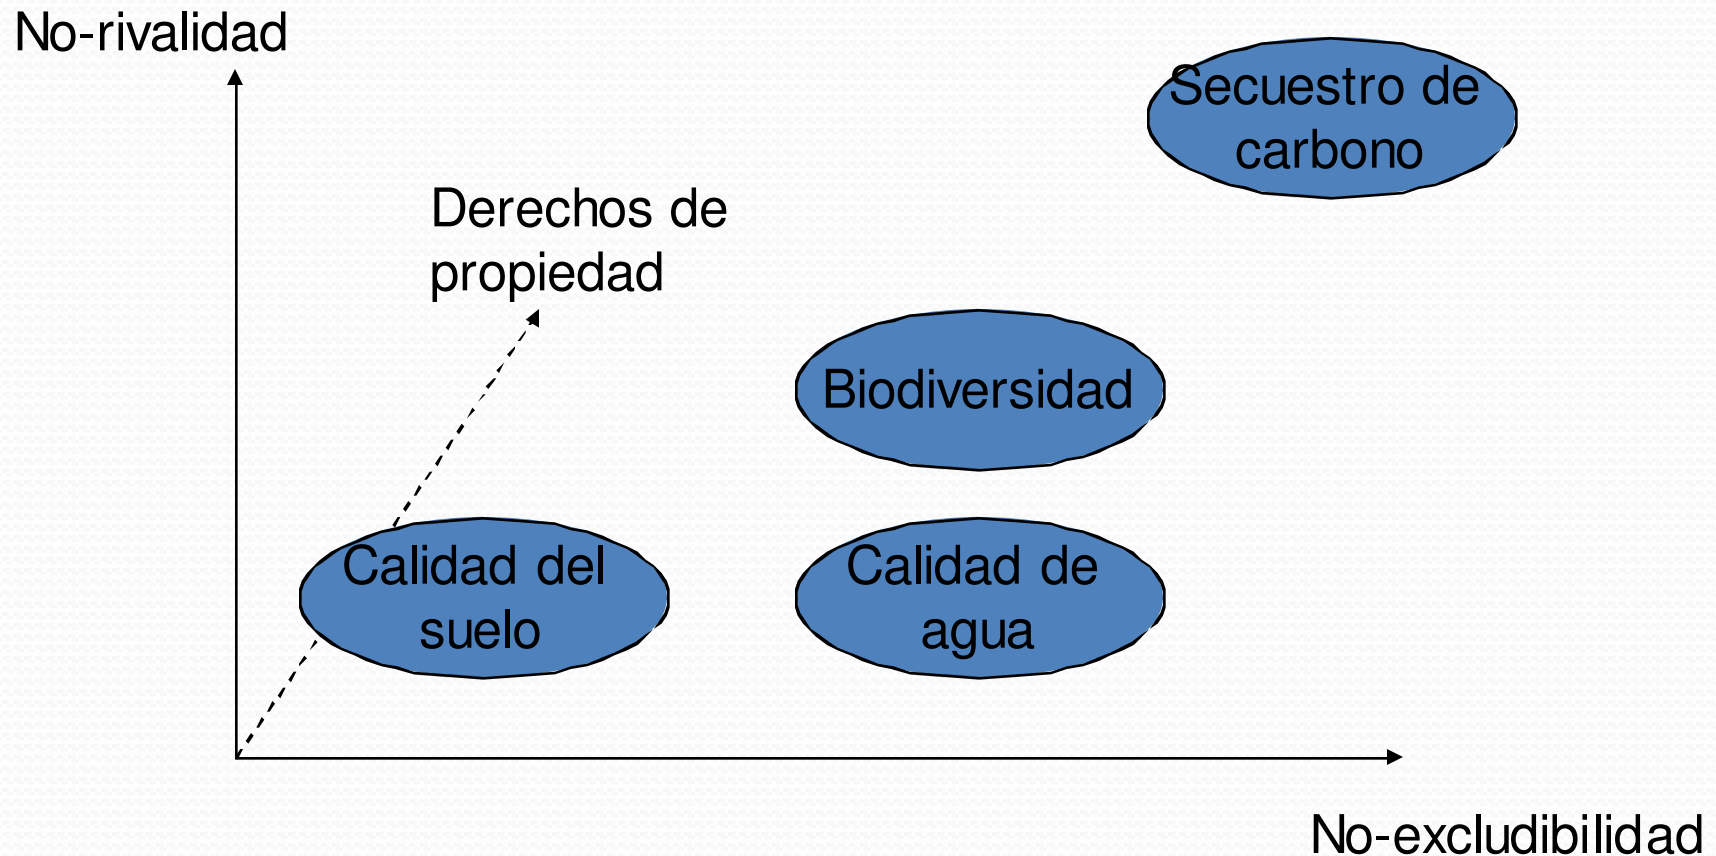 No-rivalidad
Secuestro de
carbono
Derechos de
propiedad
Biodiversidad
Calidad del
suelo
Calidad de
agua
No-excludibilidad